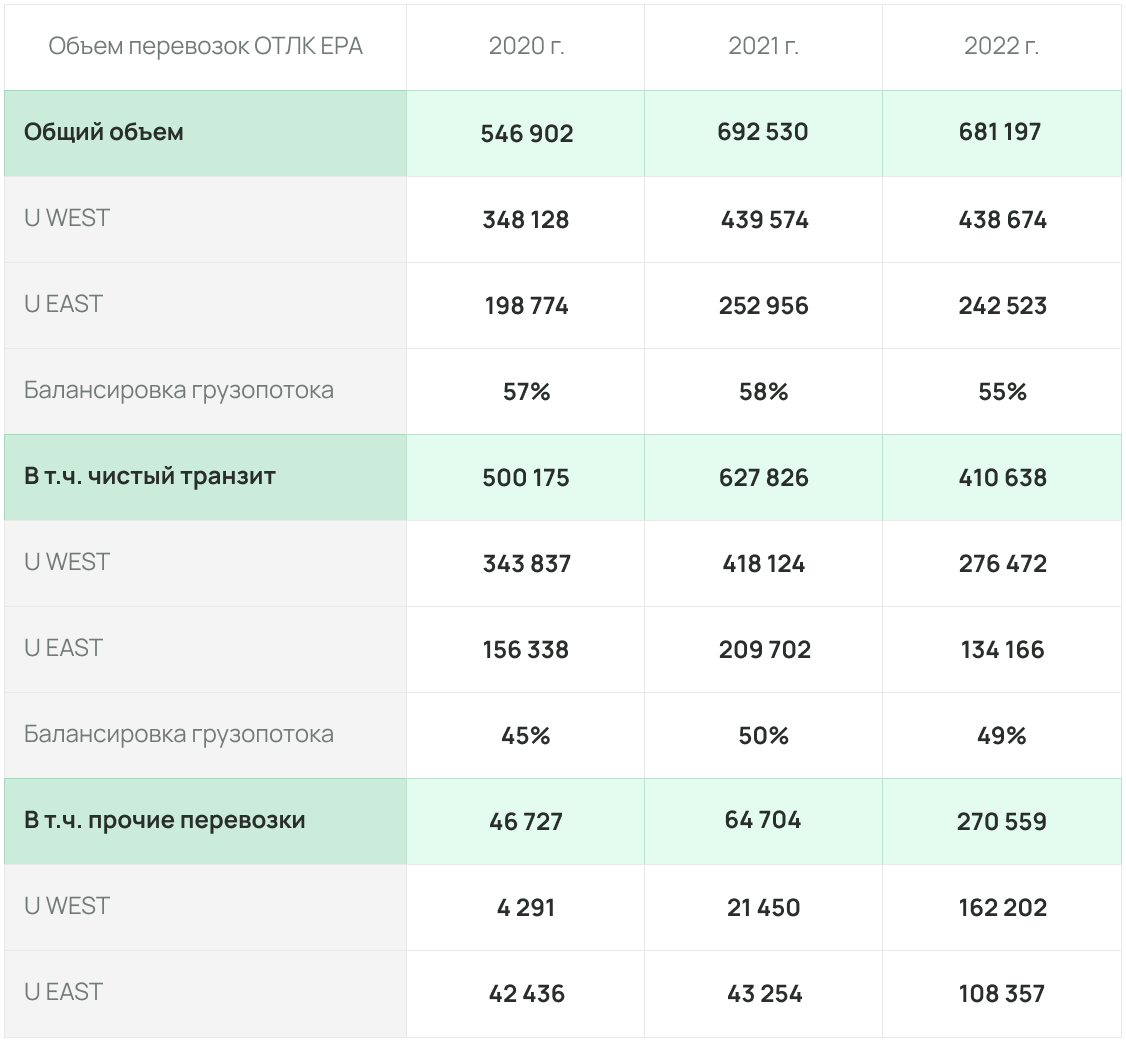 Объем перевозок ОТЛК ЕРА 2020 г. 2021 г. 2022 г.
Общий объем 546 902 692 530 681 197
U WEST 348 128 439 574 438 674
U EAST 198 774 252 956 242 523
Балансировка грузопотока 57% 58% 55%
В т.ч. чистый транзит 500 175 627 826 410 638
U WEST 343 837 418 124 276 472
U EAST 156 338 209 702 134 166
Балансировка грузопотока 45% 50% 49%
В т.ч. прочие перевозки 46 727 64 704 270 559
U WEST 4 291 21 450 162 202
U EAST 42 436 43 254 108 357